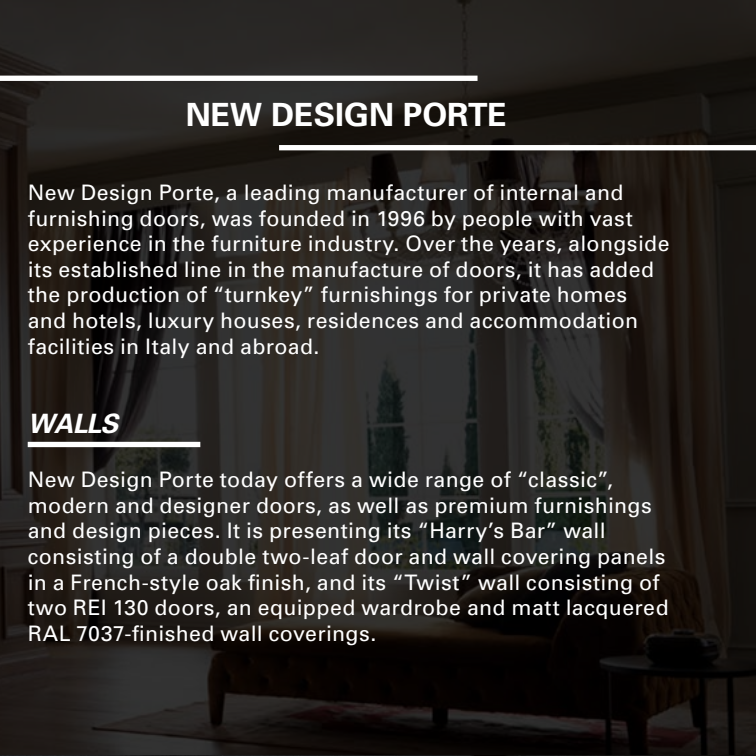 NEW DESIGN PORTE
New Design Porte, a leading manufacturer of internal and
furnishing doors, was founded in 1996 by people with vast
experience in the furniture industry. Over the years, alongside
its established line in the manufacture of doors, it has added
the production of “turnkey” furnishings for private homes
and hotels, luxury houses, residences and accommodation
facilities in Italy and abroad.
WALLS
New Design Porte today offers a wide range of “classic”,
modern and designer doors, as well as premium furnishings
and design pieces. It is presenting its “Harry’s Bar” wall
consisting of a double two-leaf door and wall covering panels
in a French-style oak finish, and its “Twist” wall consisting of
two REI 130 doors, an equipped wardrobe and matt lacquered
RAL 7037-finished wall coverings.